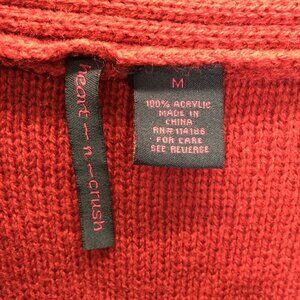 heart-n-crush
M
100% ACRYLIC
MADE IN
CHINA
RN#114186
FOR CARE
SEE REVERSE